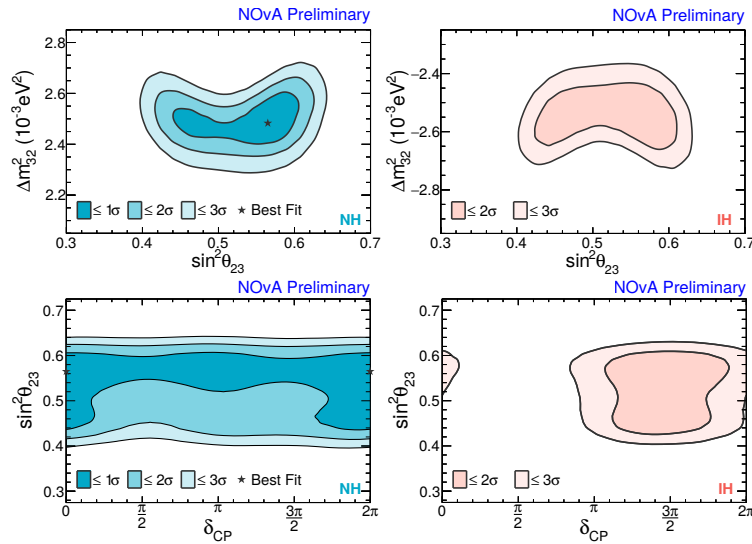 NOvA Preliminary
Δm²₃₂ (10⁻³eV²)
2.8
2.6
2.4
2.2
≤ 1σ ≤ 2σ ≤ 3σ ★ Best Fit
NH
0.3 0.4 0.5 0.6 0.7
sin²θ₂₃
NOvA Preliminary
Δm²₃₂ (10⁻³eV²)
−2.4
−2.6
−2.8
≤ 2σ ≤ 3σ
IH
0.3 0.4 0.5 0.6 0.7
sin²θ₂₃
NOvA Preliminary
sin²θ₂₃
0.7
0.6
0.5
0.4
0.3
≤ 1σ ≤ 2σ ≤ 3σ ★ Best Fit
NH
0 π/2 π 3π/2 2π
δCP
NOvA Preliminary
sin²θ₂₃
0.7
0.6
0.5
0.4
0.3
≤ 2σ ≤ 3σ
IH
0 π/2 π 3π/2 2π
δCP